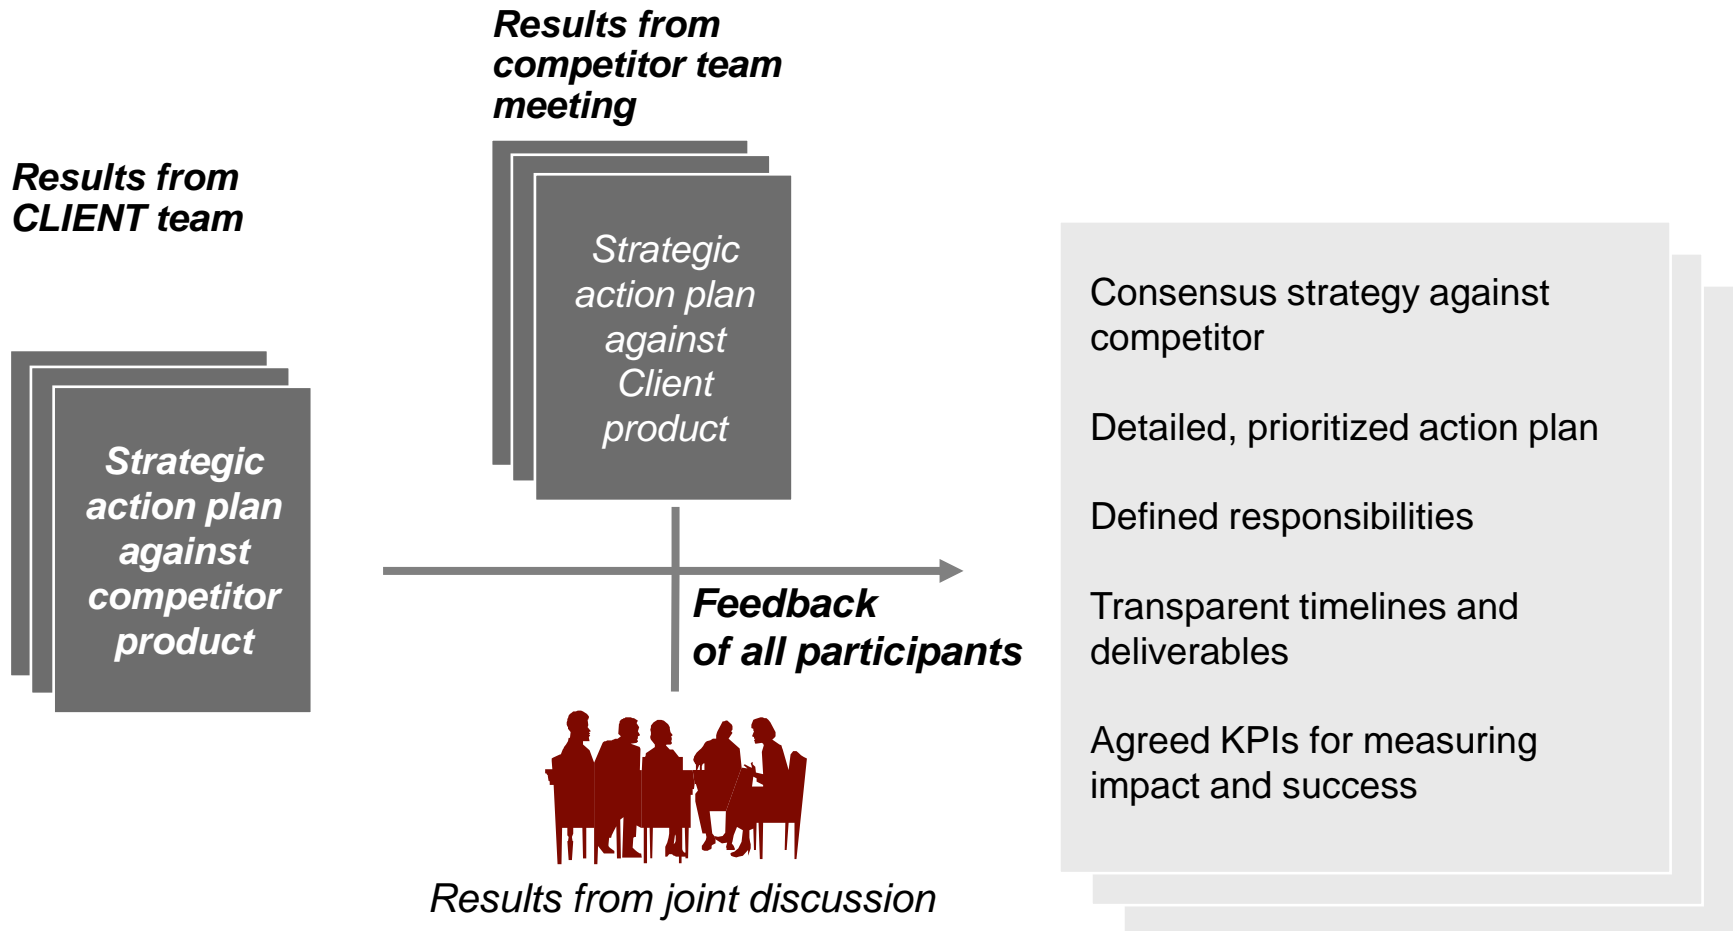 Results from
competitor team
meeting
Results from
CLIENT team
Strategic
action plan
against
Client
product
Strategic
action plan
against
competitor
product
Feedback
of all participants
Results from joint discussion
Consensus strategy against
competitor
Detailed, prioritized action plan
Defined responsibilities
Transparent timelines and
deliverables
Agreed KPIs for measuring
impact and success